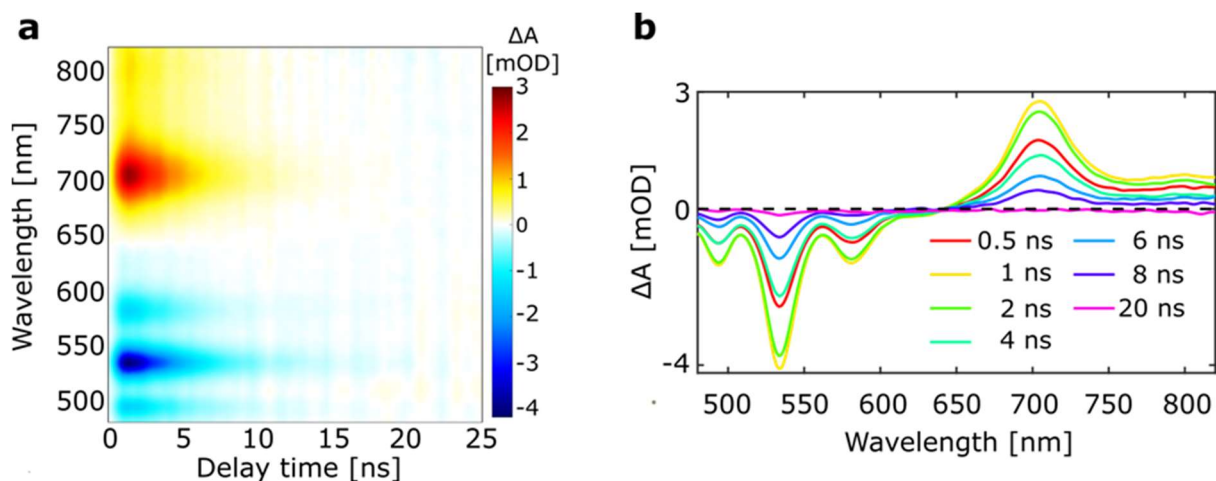 a
ΔA
[mOD]
800
750
700
650
600
550
500
Wavelength [nm]
0 5 10 15 20 25
Delay time [ns]
3
2
1
0
-1
-2
-3
-4
b
3
0
-4
ΔA [mOD]
0.5 ns
1 ns
2 ns
4 ns
6 ns
8 ns
20 ns
500 550 600 650 700 750 800
Wavelength [nm]